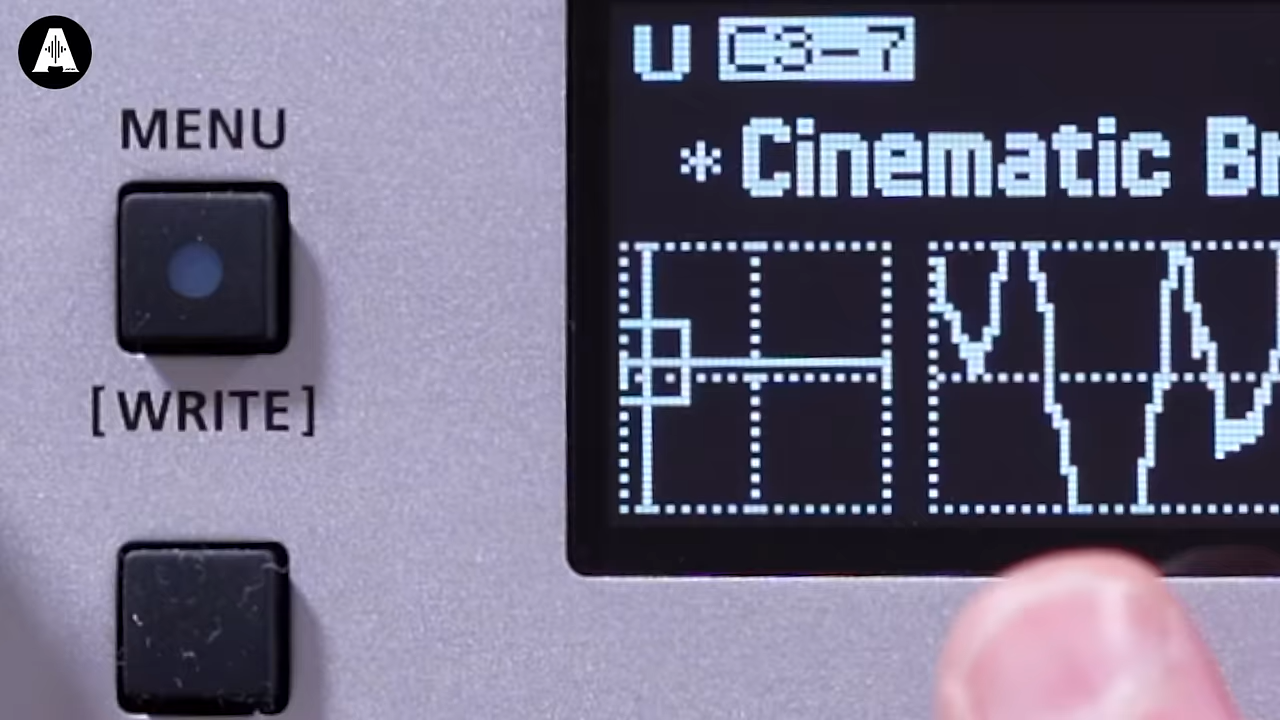 A
MENU
[WRITE]
U C3-7
*Cinematic Br